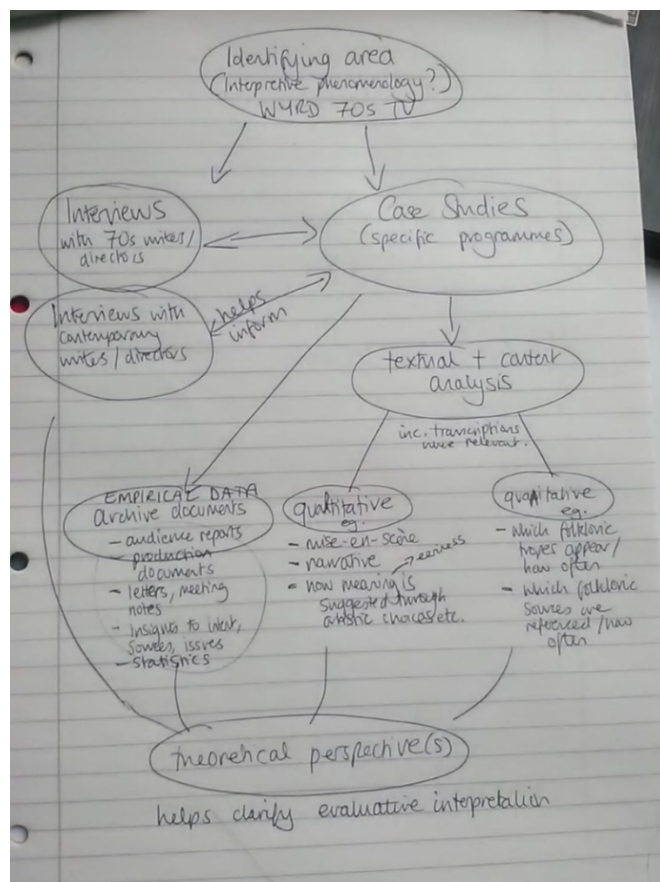 Identifying area
(Interpretive phenomenology?)
WYRD 70s TV
Interviews
with 70s writers/
directors
Case Studies
(specific programmes)
Interviews with
contemporary
writers/directors
helps
inform
textual + content
analysis
inc. transcriptions
where relevant.
EMPIRICAL DATA
archive documents
- audience reports
- production
documents
- letters, meeting
notes
- Insights to intent,
sources, issues
- Statistics
quantitative
eg.
- mise-en-scène
- narrative
→ eeriness
- how meaning is
suggested through
artistic choices etc.
qualitative
eg.
- which folkloric
tropes appear/
how often
- which folkloric
sources are
referenced/how
often
theoretical perspective(s)
helps clarify evaluative interpretation